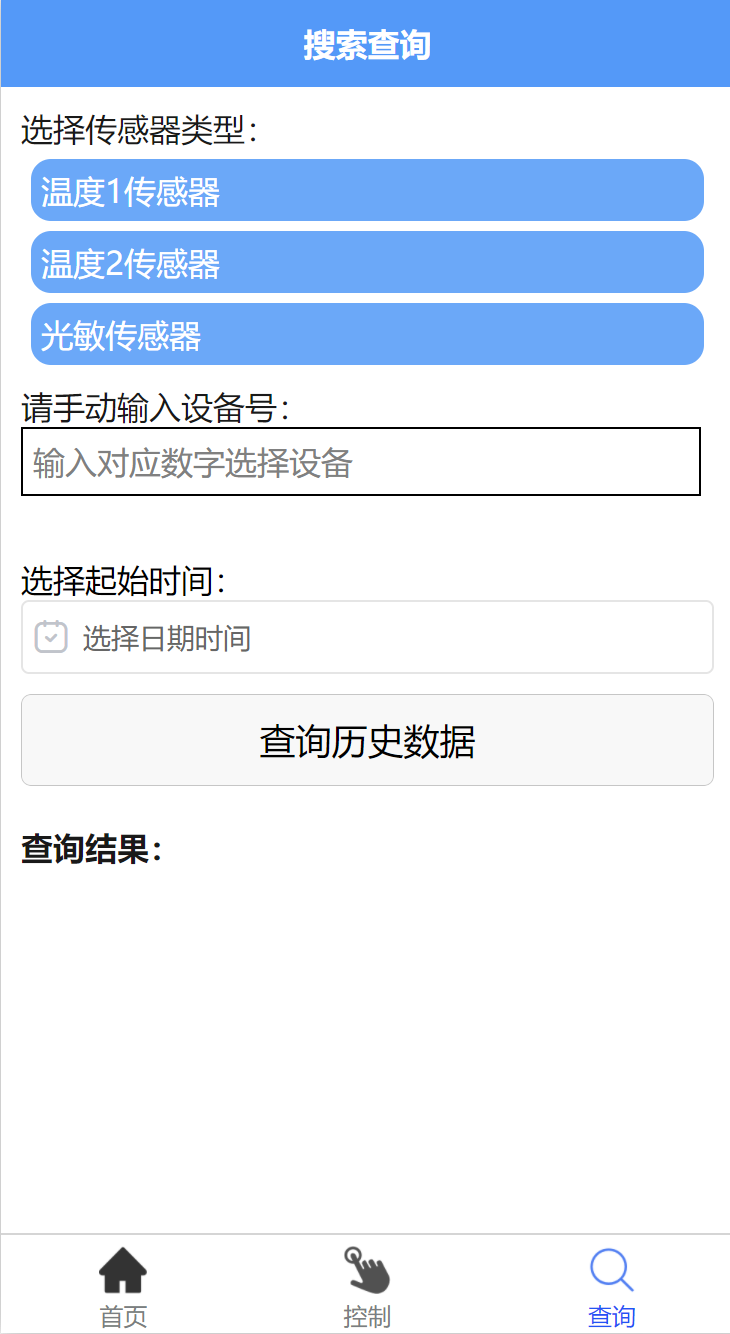 搜索查询
选择传感器类型：
温度1传感器
温度2传感器
光敏传感器
请手动输入设备号：
输入对应数字选择设备
选择起始时间：
选择日期时间
查询历史数据
查询结果：
首页
控制
查询